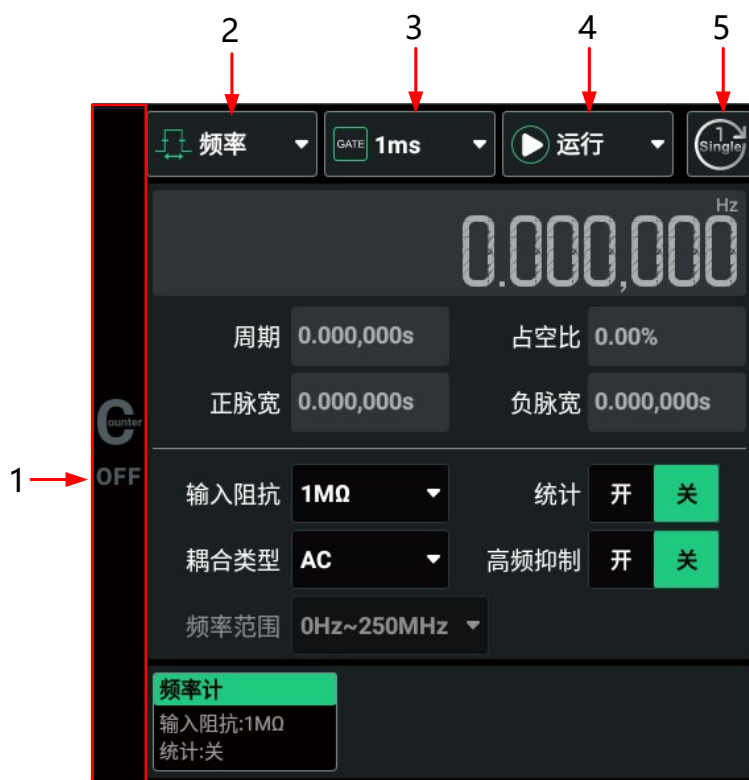 2 3 4 5
频率 GATE 1ms 运行 1 Single
Hz
0.000,000
周期 0.000,000s 占空比 0.00%
正脉宽 0.000,000s 负脉宽 0.000,000s
Counter
1 OFF
输入阻抗 1MΩ 统计 开 关
耦合类型 AC 高频抑制 开 关
频率范围 0Hz~250MHz
频率计
输入阻抗:1MΩ
统计:关